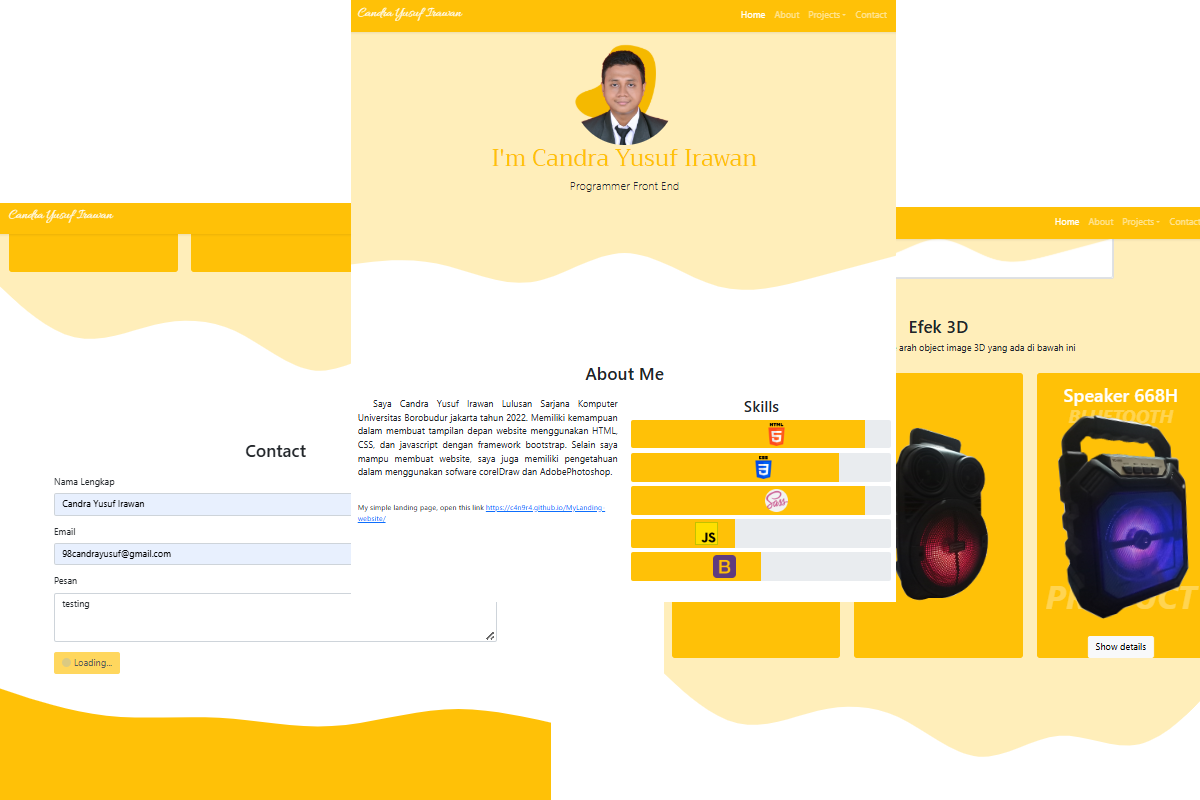 Candra Yusuf Irawan
Home About Projects Contact
I'm Candra Yusuf Irawan
Programmer Front End
About Me
Saya Candra Yusuf Irawan Lulusan Sarjana Komputer
Universitas Borobudur jakarta tahun 2022. Memiliki kemampuan
dalam membuat tampilan depan website menggunakan HTML,
CSS, dan javascript dengan framework bootstrap. Selain saya
mampu membuat website, saya juga memiliki pengetahuan
dalam menggunakan sofware corelDraw dan AdobePhotoshop.
My simple landing page, open this link https://c4n9r4.github.io/MyLanding_
website/
Skills
HTML
5
CSS
3
Sass
JS
B
Candra Yusuf Irawan
Contact
Nama Lengkap
Candra Yusuf Irawan
Email
98candrayusuf@gmail.com
Pesan
testing
Loading...
Home About Projects Contact
Efek 3D
arah object image 3D yang ada di bawah ini
Speaker 668H
BLUETOOTH
PRODUCT
Show details